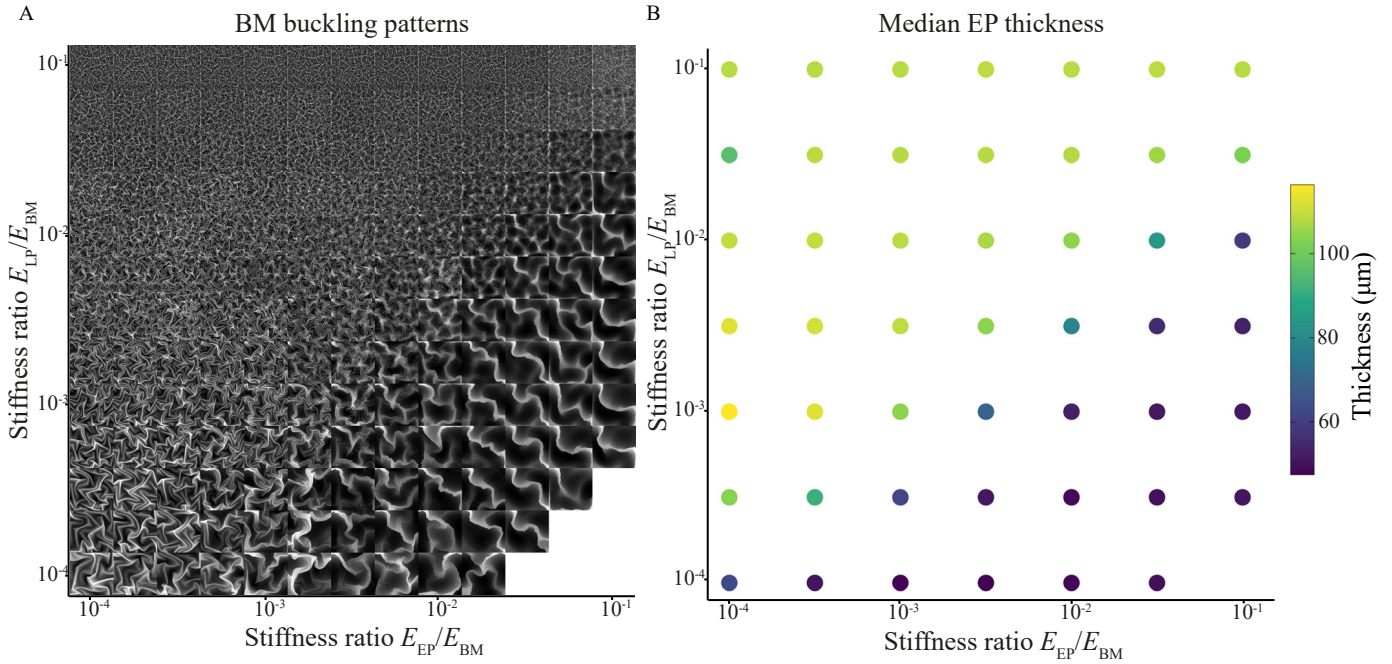 A
BM buckling patterns
Stiffness ratio E_LP/E_BM
10⁻¹
10⁻²
10⁻³
10⁻⁴
10⁻⁴
10⁻³
10⁻²
10⁻¹
Stiffness ratio E_EP/E_BM
B
Median EP thickness
Stiffness ratio E_LP/E_BM
10⁻¹
10⁻²
10⁻³
10⁻⁴
10⁻⁴
10⁻³
10⁻²
10⁻¹
Stiffness ratio E_EP/E_BM
100
80
60
Thickness (μm)